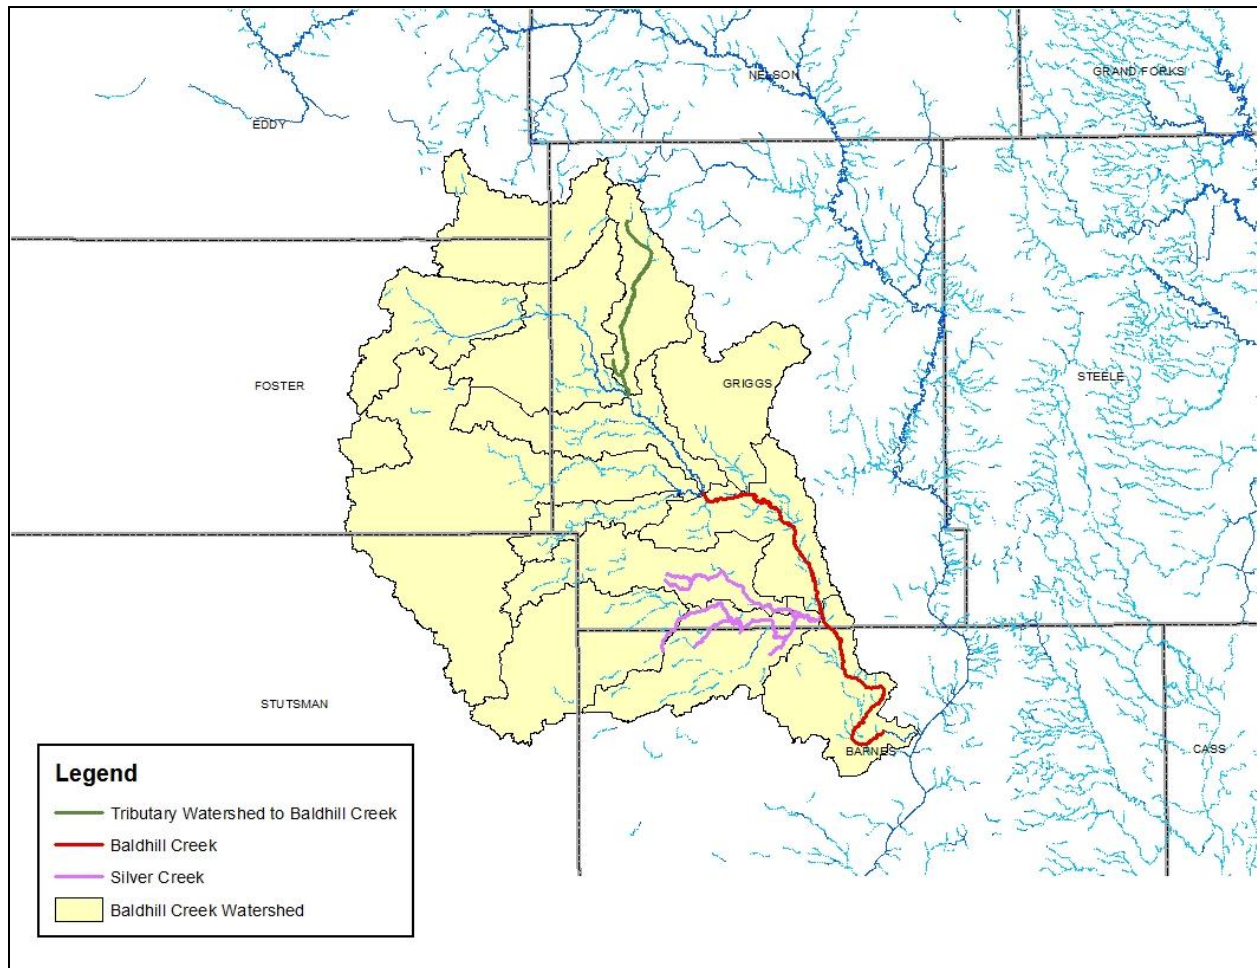 NELSON
GRAND FORKS
EDDY
FOSTER
GRIGGS
STEELE
STUTSMAN
BARNES
CASS
Legend
Tributary Watershed to Baldhill Creek
Baldhill Creek
Silver Creek
Baldhill Creek Watershed